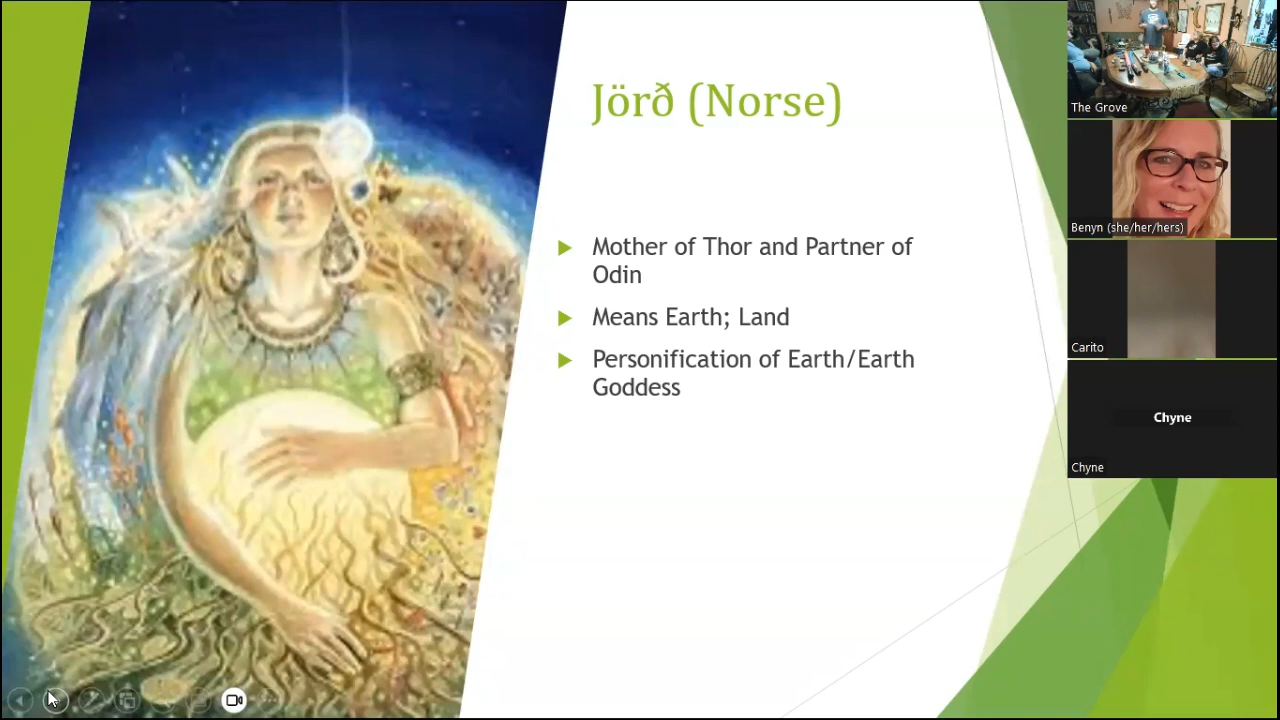 Jörð (Norse)
Mother of Thor and Partner of
Odin
Means Earth; Land
Personification of Earth/Earth
Goddess
The Grove
Benyn (she/her/hers)
Carito
Chyne
Chyne